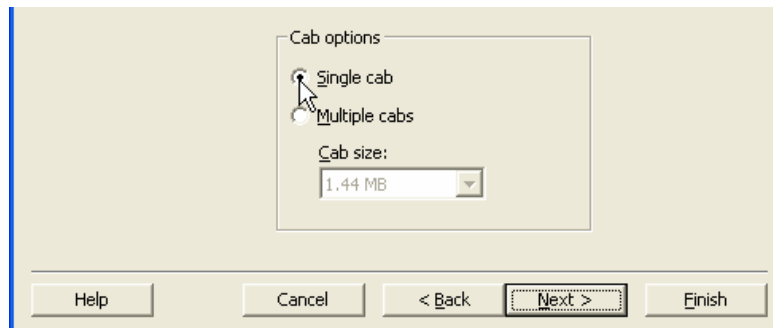 Cab options
Single cab
Multiple cabs
Cab size:
1.44 MB
Help Cancel < Back Next > Finish